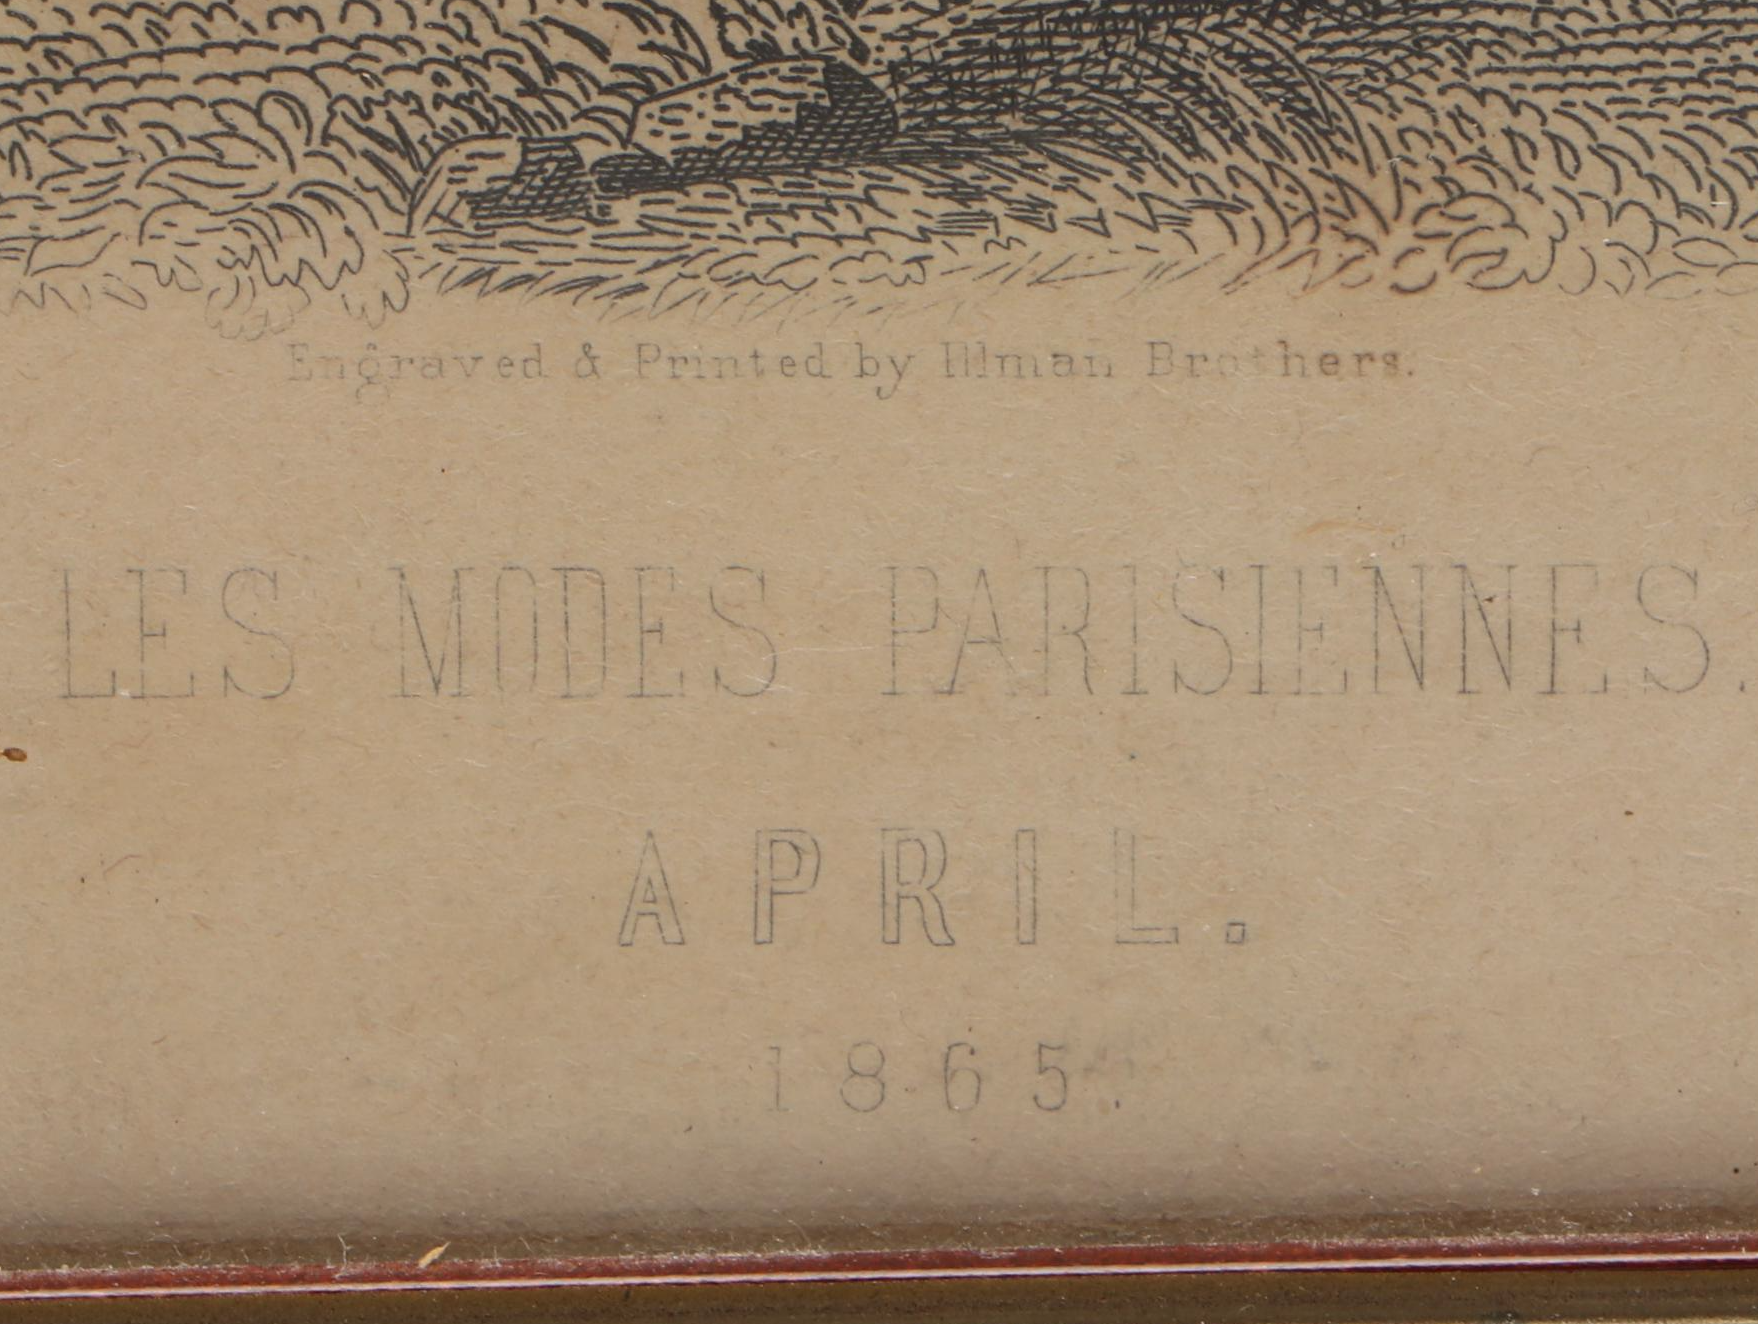 Engraved & Printed by Illman Brothers.
LES MODES PARISIENNES.
APRIL.
1865.